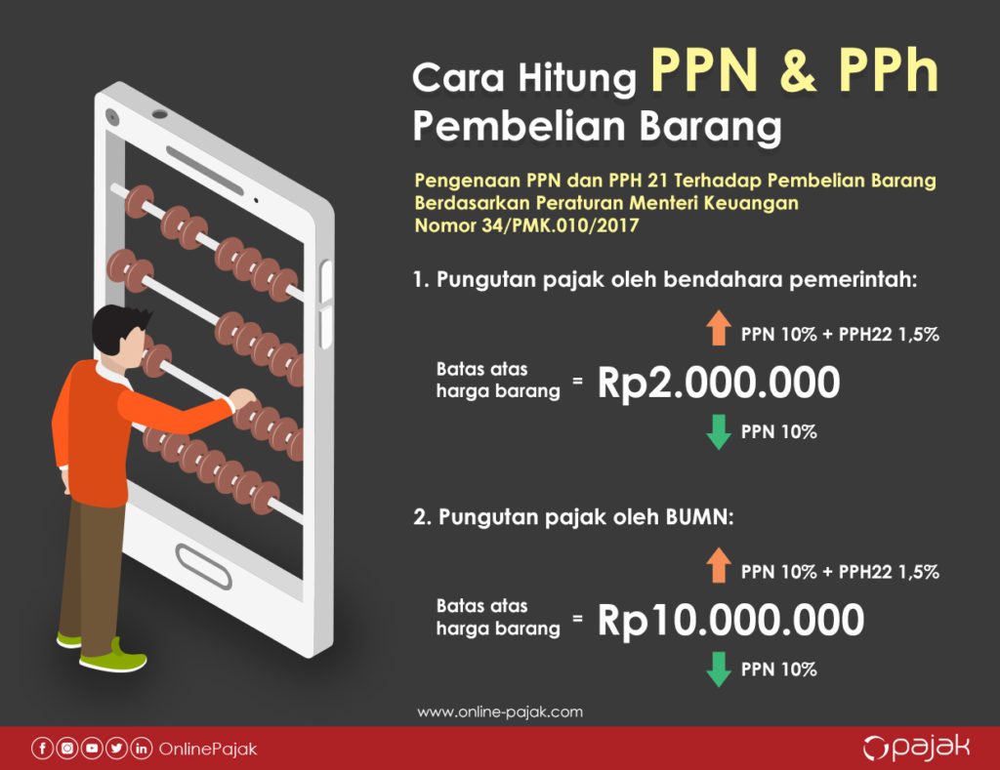 Cara Hitung PPN & PPh
Pembelian Barang
Pengenaan PPN dan PPH 21 Terhadap Pembelian Barang
Berdasarkan Peraturan Menteri Keuangan
Nomor 34/PMK.010/2017
1. Pungutan pajak oleh bendahara pemerintah:
PPN 10% + PPH22 1,5%
Batas atas
harga barang = Rp2.000.000
PPN 10%
2. Pungutan pajak oleh BUMN:
PPN 10% + PPH22 1,5%
Batas atas
harga barang = Rp10.000.000
PPN 10%
www.online-pajak.com
OnlinePajak
pajak